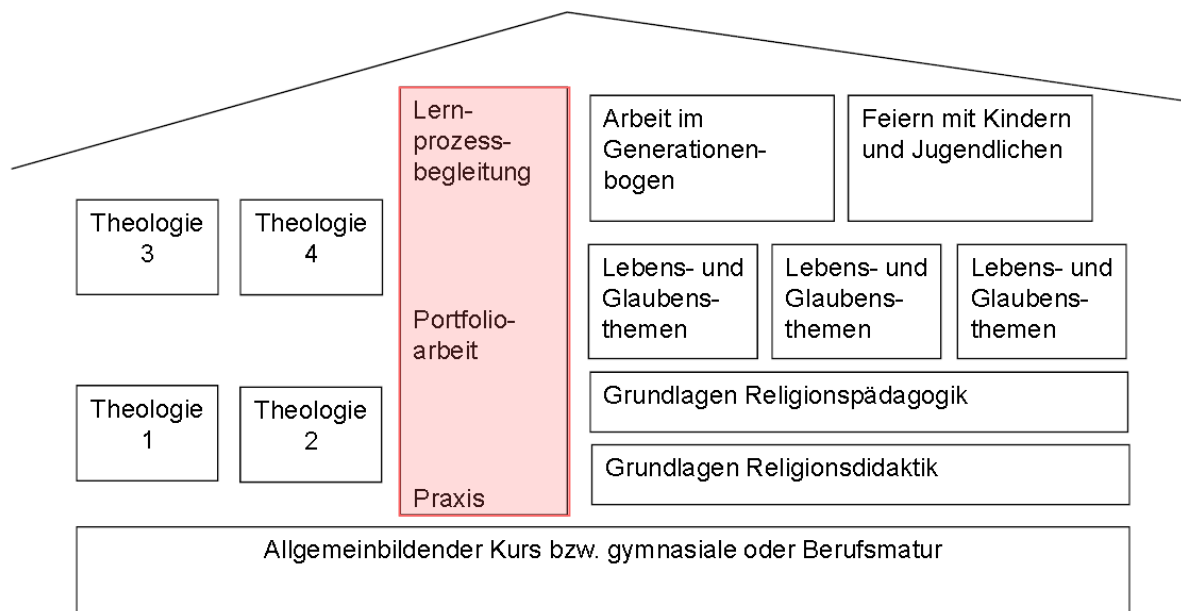 Lern-
prozess-
begleitung
Portfolio-
arbeit
Praxis
Arbeit im
Generationen-
bogen
Feiern mit Kindern
und Jugendlichen
Theologie
3
Theologie
4
Lebens- und
Glaubens-
themen
Lebens- und
Glaubens-
themen
Lebens- und
Glaubens-
themen
Theologie
1
Theologie
2
Grundlagen Religionspädagogik
Grundlagen Religionsdidaktik
Allgemeinbildender Kurs bzw. gymnasiale oder Berufsmatur